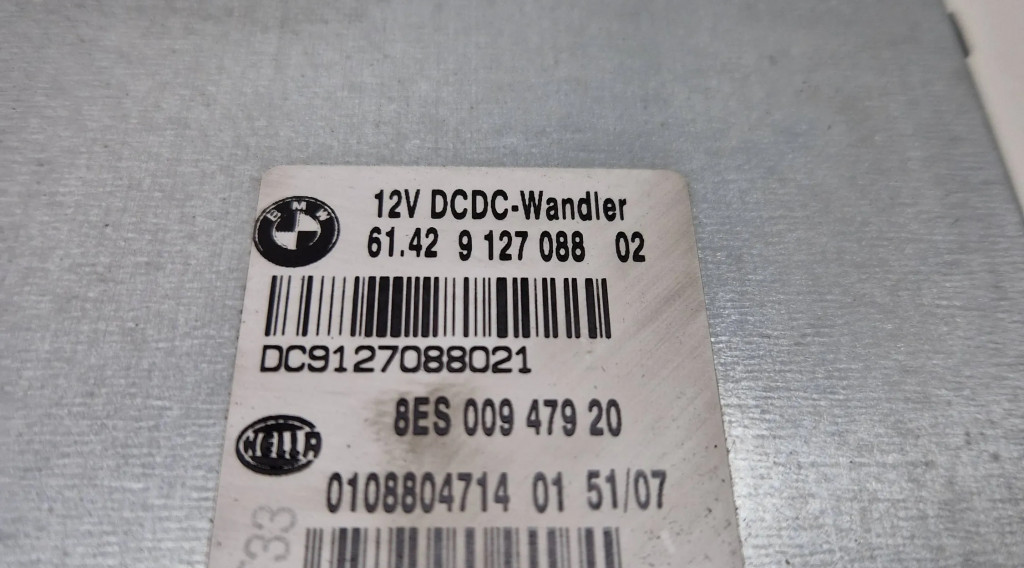 BMW
12V DCDC-Wandler
61.42 9 127 088 02
DC9127088021
8ES 009 479 20
HELLA
0108804714 01 51/07
33